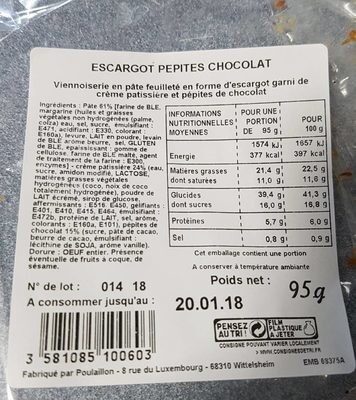 ESCARGOT PEPITES CHOCOLAT
Viennoiserie en pâte feuilleté en forme d'escargot garni de
crème patissière et pépites de chocolat
Ingrédients : Pâte 61% [farine de BLE,
margarine (huiles et graisses
végétales non hydrogénées (palme,
colza) eau, sel, sucre, émulsifiant :
E471, acidifiant : E330, colorant :
E160a), levure, LAIT en poudre, levain
de BLE arome beurre, sel, GLUTEN
de BLE, épaississant : gomme de
cellulose, farine de BLE malté, agent
de traitement de la farine : E300,
enzymes] - crème patissière 24% (eau,
sucre, amidon modifié, LACTOSE,
matières grasses végétales
hydrogénées (coco, noix de coco
totalement hydrogénée), poudre de
LAIT écrémé, sirop de glucose,
affermissants : E516, E450, gélifiants :
E401, E410, E415, E464, émulsifiant :
E472b, protéine de LAIT, sel, arôme,
colorants : E160a, E101), pépites de
chocolat 15% (sucre, pâte de cacao,
beurre de cacao, émulsifiant :
lécithine de SOJA, arôme vanille).
Dorure : OEUF entier. Présence
éventuelle de fruits à coque, de
sésame.
INFORMATIONS NUTRITIONNELLES MOYENNES POUR UNE PORTION DE 95 g POUR 100 g
1574 kJ 1657 kJ
Energie 377 kcal 397 kcal
Matières grasses 21,4 g 22,5 g
dont saturées 11,0 g 11,6 g
Glucides 39,4 g 41,3 g
dont sucres 16,0 g 16,8 g
Protéines 5,7 g 6,0 g
Sel 0,8 g 0,9 g
Cet emballage contient une portion
A conserver à température ambiante
N° de lot : 014 18
Poids net : 95g
A consommer jusqu'au : 20.01.18
3 581085 100603
PENSEZ AU TRI !
FILM PLASTIQUE À JETER
CONSIGNE POUVANT VARIER LOCALEMENT
> WWW.CONSIGNESDETRI.FR
Fabriqué par Poulaillon - 8 rue du Luxembourg - 68310 Wittelsheim
EMB 68375A